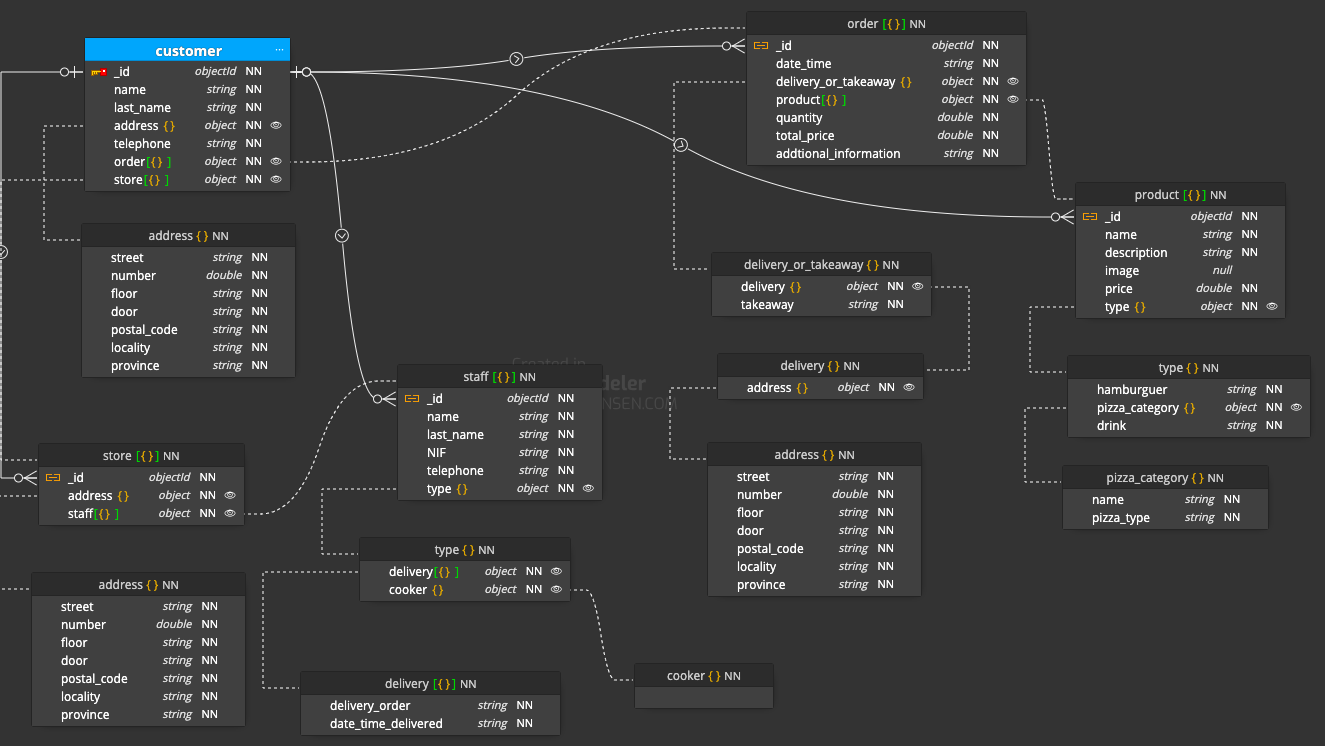 customer ...
_id objectId NN
name string NN
last_name string NN
address {} object NN
telephone string NN
order[{} ] object NN
store[{} ] object NN
address {} NN
street string NN
number double NN
floor string NN
door string NN
postal_code string NN
locality string NN
province string NN
store [{}] NN
_id objectId NN
address {} object NN
staff[{} ] object NN
address {} NN
street string NN
number double NN
floor string NN
door string NN
postal_code string NN
locality string NN
province string NN
Created in
deler
NSEN.COM
staff [{}] NN
_id objectId NN
name string NN
last_name string NN
NIF string NN
telephone string NN
type {} object NN
type {} NN
delivery[{} ] object NN
cooker {} object NN
delivery [{}] NN
delivery_order string NN
date_time_delivered string NN
cooker {} NN
order [{}] NN
_id objectId NN
date_time string NN
delivery_or_takeaway {} object NN
product[{} ] object NN
quantity double NN
total_price double NN
addtional_information string NN
delivery_or_takeaway {} NN
delivery {} object NN
takeaway string NN
delivery {} NN
address {} object NN
address {} NN
street string NN
number double NN
floor string NN
door string NN
postal_code string NN
locality string NN
province string NN
product [{}] NN
_id objectId NN
name string NN
description string NN
image null
price double NN
type {} object NN
type {} NN
hamburguer string NN
pizza_category {} object NN
drink string NN
pizza_category {} NN
name string NN
pizza_type string NN